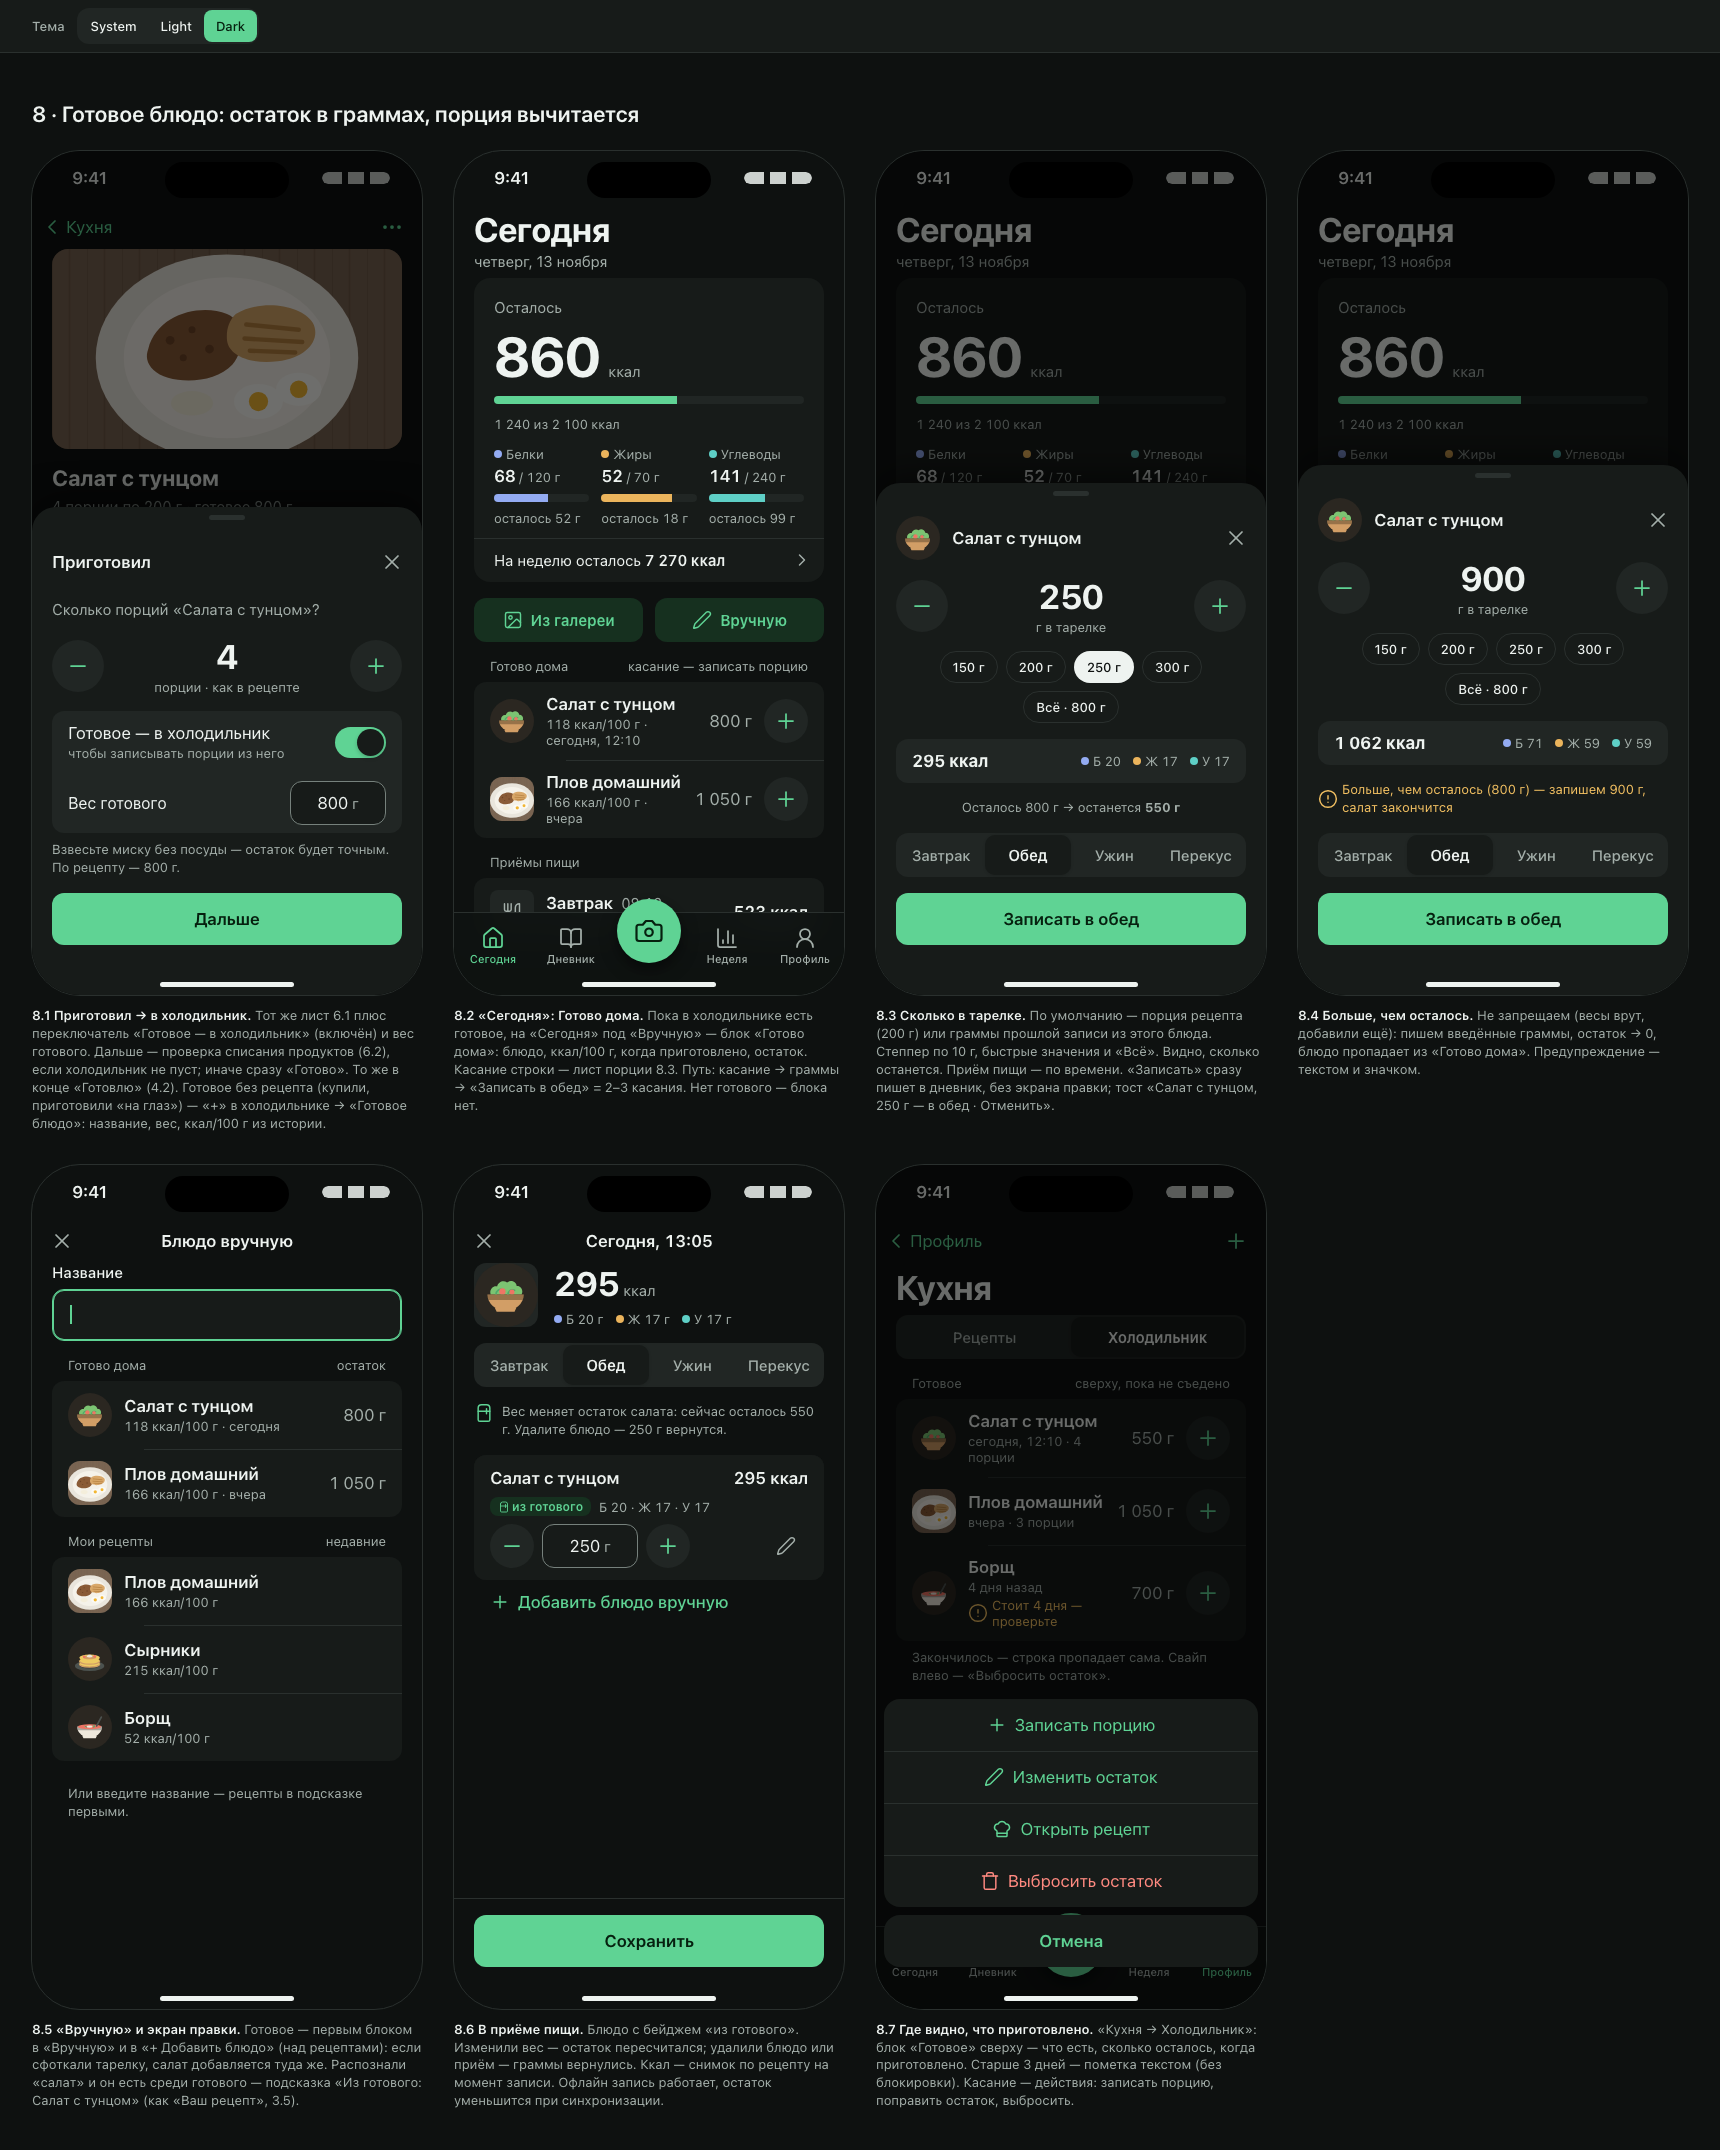 Тема System Light Dark
8 · Готовое блюдо: остаток в граммах, порция вычитается
9:41
Кухня
Салат с тунцом
4 порции по 200 г · готовое 800 г
Приготовил
Сколько порций «Салата с тунцом»?
4
порции · как в рецепте
Готовое — в холодильник
чтобы записывать порции из него
Вес готового 800 г
Взвесьте миску без посуды — остаток будет точным.
По рецепту — 800 г.
Дальше
8.1 Приготовил → в холодильник. Тот же лист 6.1 плюс
переключатель «Готовое — в холодильник» (включён) и вес
готового. Дальше — проверка списания продуктов (6.2),
если холодильник не пуст; иначе сразу «Готово». То же в
конце «Готовлю» (4.2). Готовое без рецепта (купили,
приготовили «на глаз») — «+» в холодильнике → «Готовое
блюдо»: название, вес, ккал/100 г из истории.
9:41
Сегодня
четверг, 13 ноября
Осталось
860 ккал
1 240 из 2 100 ккал
Белки Жиры Углеводы
68 / 120 г 52 / 70 г 141 / 240 г
осталось 52 г осталось 18 г осталось 99 г
На неделю осталось 7 270 ккал
Из галереи Вручную
Готово дома касание — записать порцию
Салат с тунцом
118 ккал/100 г ·
сегодня, 12:10
800 г
Плов домашний
166 ккал/100 г ·
вчера
1 050 г
Приёмы пищи
Завтрак
523 ккал
Сегодня Дневник Неделя Профиль
8.2 «Сегодня»: Готово дома. Пока в холодильнике есть
готовое, на «Сегодня» под «Вручную» — блок «Готово
дома»: блюдо, ккал/100 г, когда приготовлено, остаток.
Касание строки — лист порции 8.3. Путь: касание → граммы
→ «Записать в обед» = 2–3 касания. Нет готового — блока
нет.
9:41
Сегодня
четверг, 13 ноября
Осталось
860 ккал
1 240 из 2 100 ккал
Белки Жиры Углеводы
68 / 120 г 52 / 70 г 141 / 240 г
Салат с тунцом
250
г в тарелке
150 г 200 г 250 г 300 г
Всё · 800 г
295 ккал Б 20 Ж 17 У 17
Осталось 800 г → останется 550 г
Завтрак Обед Ужин Перекус
Записать в обед
8.3 Сколько в тарелке. По умолчанию — порция рецепта
(200 г) или граммы прошлой записи из этого блюда.
Степпер по 10 г, быстрые значения и «Всё». Видно, сколько
останется. Приём пищи — по времени. «Записать» сразу
пишет в дневник, без экрана правки; тост «Салат с тунцом,
250 г — в обед · Отменить».
9:41
Сегодня
четверг, 13 ноября
Осталось
860 ккал
1 240 из 2 100 ккал
Белки Жиры Углеводы
Салат с тунцом
900
г в тарелке
150 г 200 г 250 г 300 г
Всё · 800 г
1 062 ккал Б 71 Ж 59 У 59
Больше, чем осталось (800 г) — запишем 900 г,
салат закончится
Завтрак Обед Ужин Перекус
Записать в обед
8.4 Больше, чем осталось. Не запрещаем (весы врут,
добавили ещё): пишем введённые граммы, остаток → 0,
блюдо пропадает из «Готово дома». Предупреждение —
текстом и значком.
9:41
Блюдо вручную
Название
Готово дома остаток
Салат с тунцом
118 ккал/100 г · сегодня
800 г
Плов домашний
166 ккал/100 г · вчера
1 050 г
Мои рецепты недавние
Плов домашний
166 ккал/100 г
Сырники
215 ккал/100 г
Борщ
52 ккал/100 г
Или введите название — рецепты в подсказке
первыми.
8.5 «Вручную» и экран правки. Готовое — первым блоком
в «Вручную» и в «+ Добавить блюдо» (над рецептами): если
сфоткали тарелку, салат добавляется туда же. Распознали
«салат» и он есть среди готового — подсказка «Из готового:
Салат с тунцом» (как «Ваш рецепт», 3.5).
9:41
Сегодня, 13:05
295 ккал
Б 20 г Ж 17 г У 17 г
Завтрак Обед Ужин Перекус
Вес меняет остаток салата: сейчас осталось 550
г. Удалите блюдо — 250 г вернутся.
Салат с тунцом 295 ккал
из готового Б 20 · Ж 17 · У 17
250 г
Добавить блюдо вручную
Сохранить
8.6 В приёме пищи. Блюдо с бейджем «из готового».
Изменили вес — остаток пересчитался; удалили блюдо или
приём — граммы вернулись. Ккал — снимок по рецепту на
момент записи. Офлайн запись работает, остаток
уменьшится при синхронизации.
9:41
Профиль
Кухня
Рецепты Холодильник
Готовое сверху, пока не съедено
Салат с тунцом
сегодня, 12:10 · 4
порции
550 г
Плов домашний
вчера · 3 порции
1 050 г
Борщ
4 дня назад
Стоит 4 дня —
проверьте
700 г
Закончилось — строка пропадает сама. Свайп
влево — «Выбросить остаток».
Записать порцию
Изменить остаток
Открыть рецепт
Выбросить остаток
Отмена
Сегодня Дневник Неделя Профиль
8.7 Где видно, что приготовлено. «Кухня → Холодильник»:
блок «Готовое» сверху — что есть, сколько осталось, когда
приготовлено. Старше 3 дней — пометка текстом (без
блокировки). Касание — действия: записать порцию,
поправить остаток, выбросить.